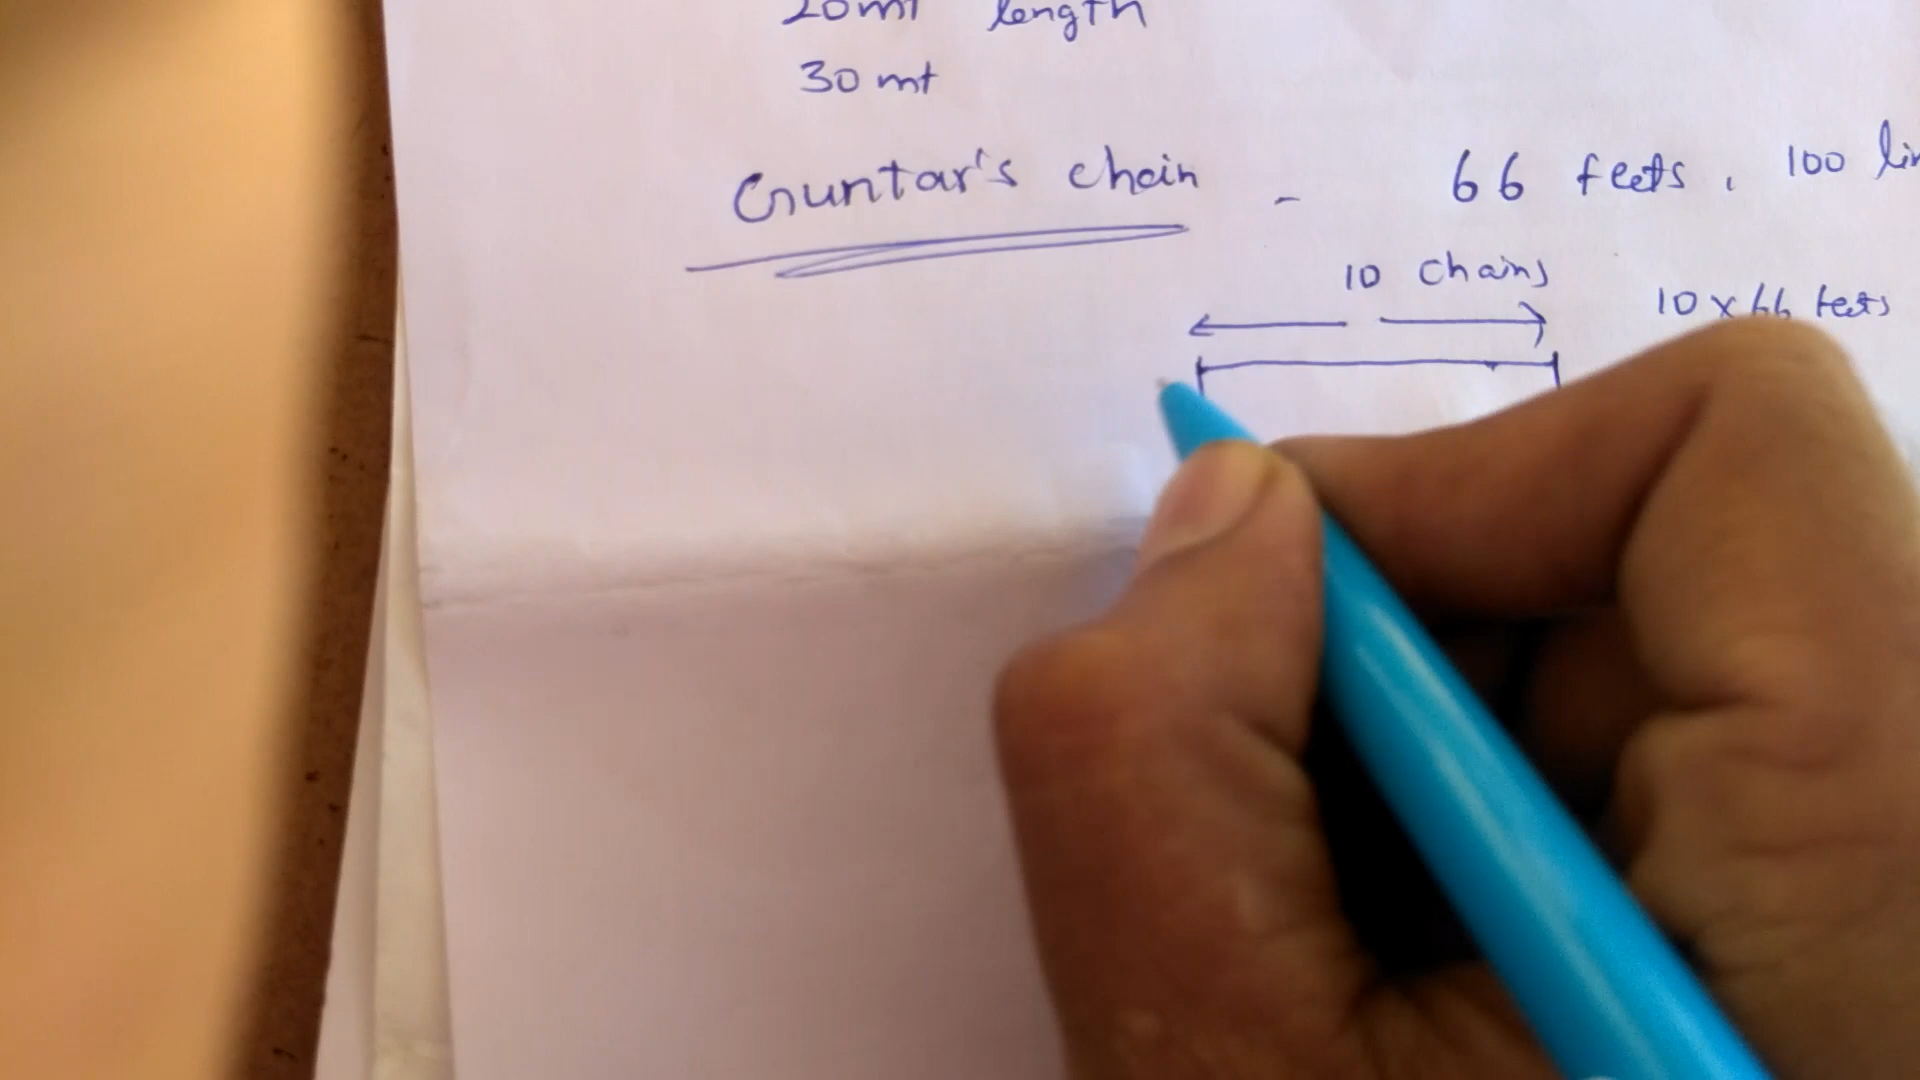 20mt length
30 mt
Guntar's chain - 66 feets, 100
10 chains
10 x 66 feets